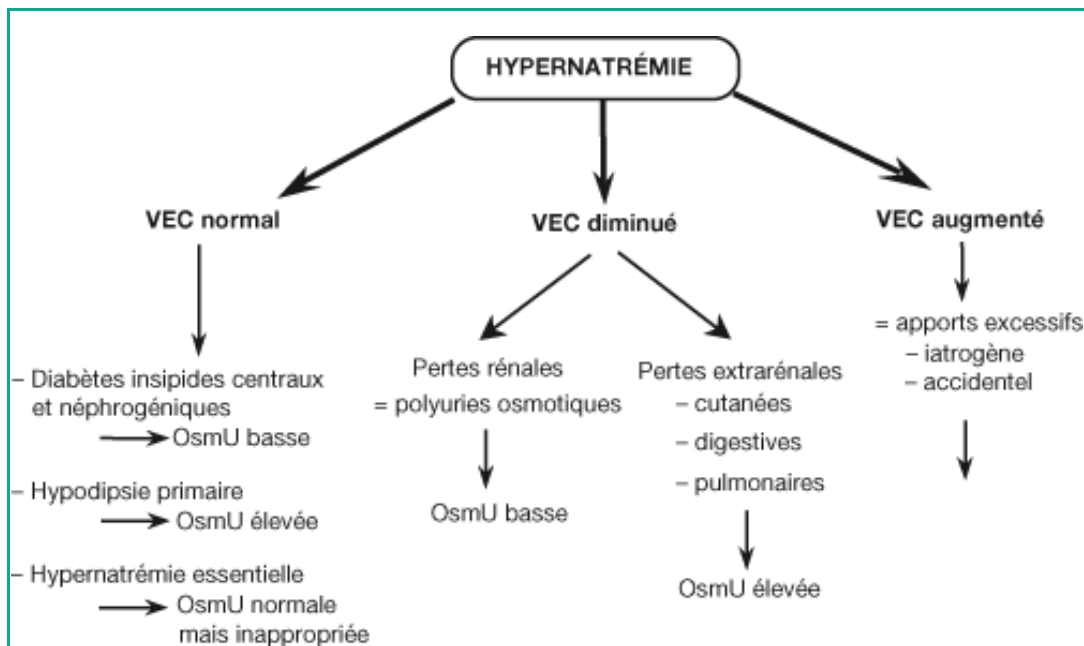 HYPERNATRÉMIE
VEC normal
– Diabètes insipides centraux
et néphrogéniques
OsmU basse
– Hypodipsie primaire
OsmU élevée
– Hypernatrémie essentielle
OsmU normale
mais inappropriée
VEC diminué
Pertes rénales
= polyuries osmotiques
OsmU basse
Pertes extrarénales
– cutanées
– digestives
– pulmonaires
OsmU élevée
VEC augmenté
= apports excessifs
– iatrogène
– accidentel